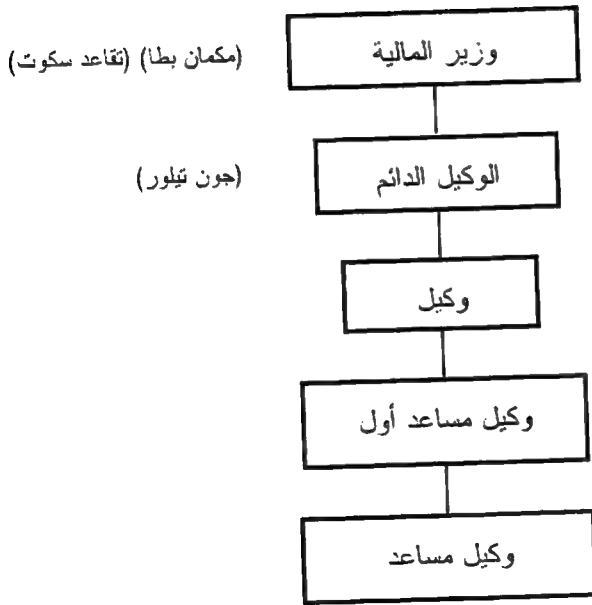 وزير المالية (مكمان بطا) (تقاعد سكوت)
الوكيل الدائم (جون تيلور)
وكيل
وكيل مساعد أول
وكيل مساعد